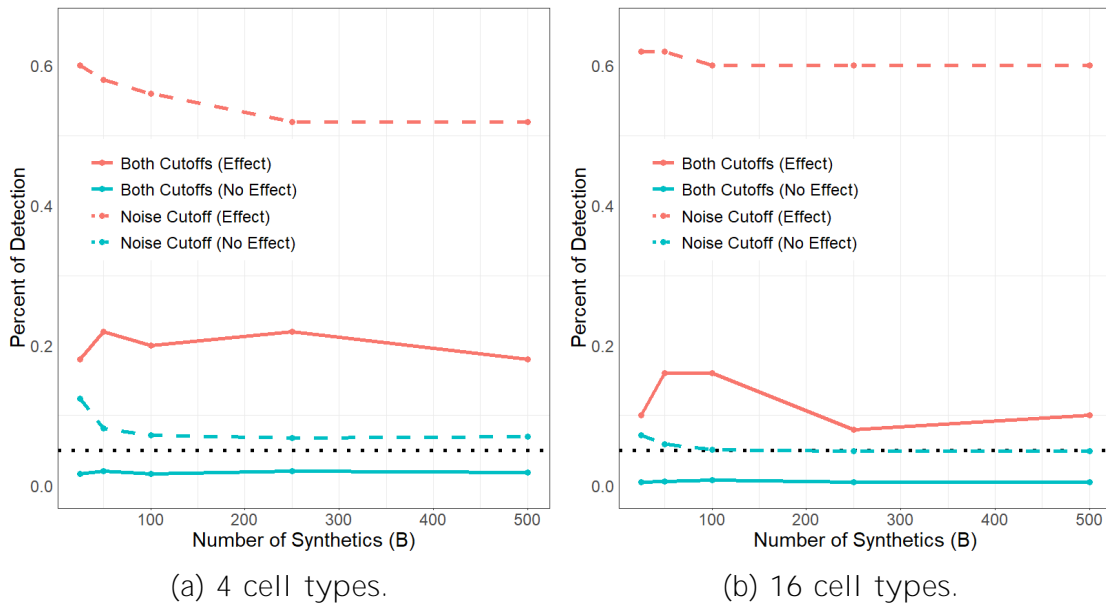 Percent of Detection
0.6
0.4
0.2
0.0
Both Cutoffs (Effect)
Both Cutoffs (No Effect)
Noise Cutoff (Effect)
Noise Cutoff (No Effect)
100 200 300 400 500
Number of Synthetics (B)
(a) 4 cell types.
Percent of Detection
0.6
0.4
0.2
0.0
Both Cutoffs (Effect)
Both Cutoffs (No Effect)
Noise Cutoff (Effect)
Noise Cutoff (No Effect)
100 200 300 400 500
Number of Synthetics (B)
(b) 16 cell types.